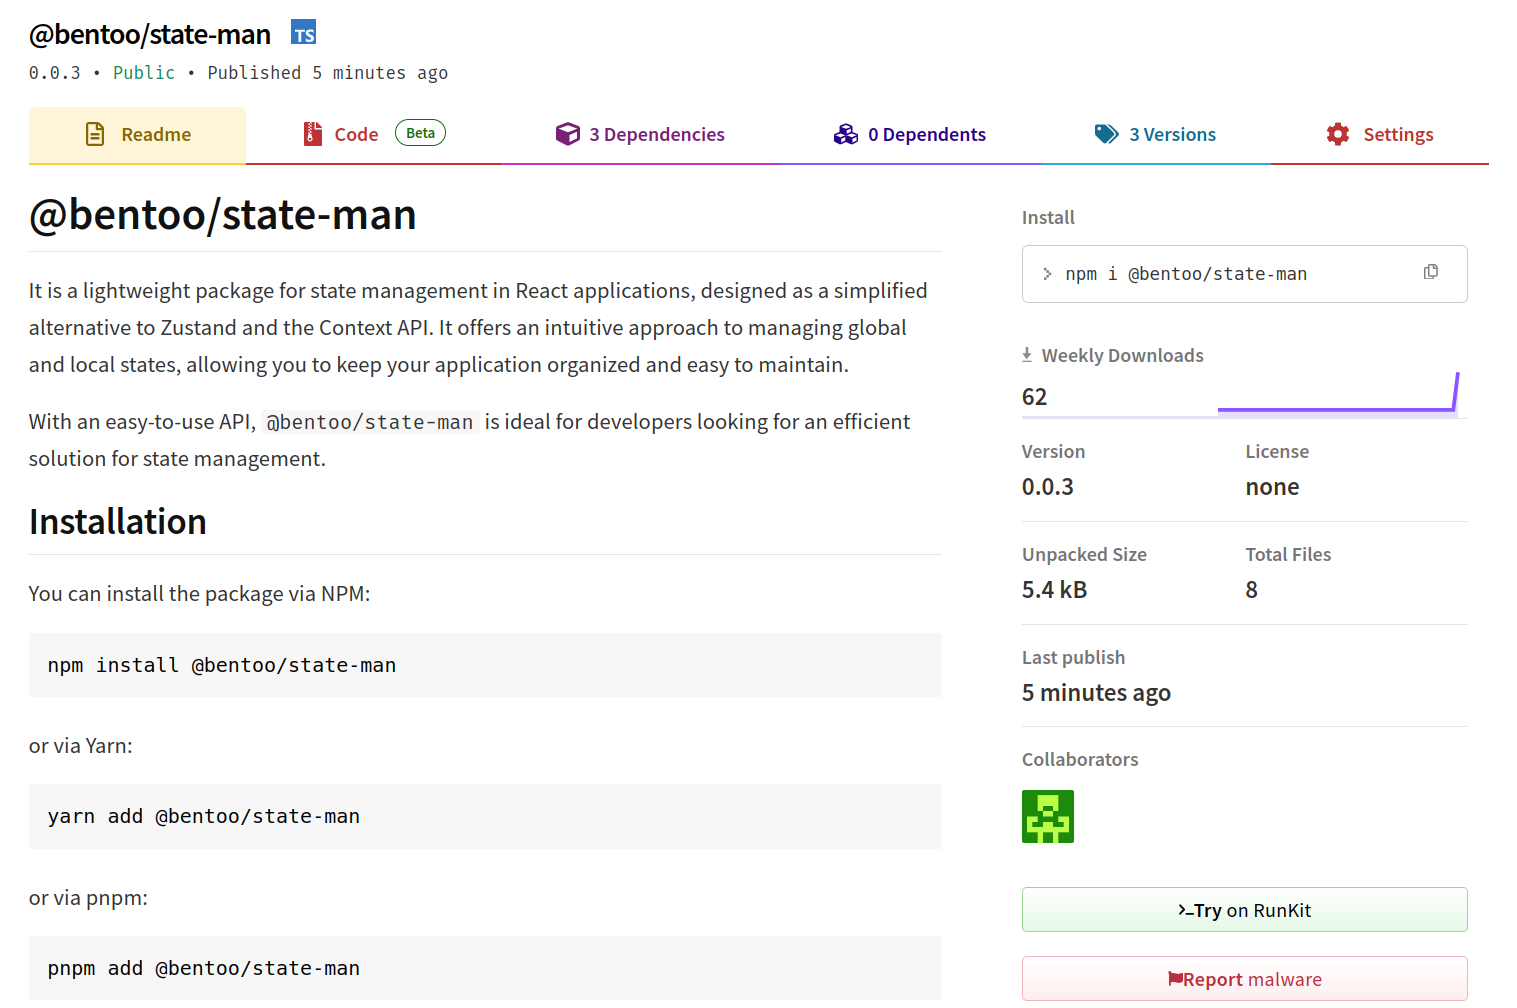 @bentoo/state-man TS
0.0.3 • Public • Published 5 minutes ago
Readme
Code Beta
3 Dependencies
0 Dependents
3 Versions
Settings
@bentoo/state-man
It is a lightweight package for state management in React applications, designed as a simplified
alternative to Zustand and the Context API. It offers an intuitive approach to managing global
and local states, allowing you to keep your application organized and easy to maintain.
With an easy-to-use API, @bentoo/state-man is ideal for developers looking for an efficient
solution for state management.
Installation
You can install the package via NPM:
npm install @bentoo/state-man
or via Yarn:
yarn add @bentoo/state-man
or via pnpm:
pnpm add @bentoo/state-man
Install
npm i @bentoo/state-man
Weekly Downloads
62
Version
0.0.3
License
none
Unpacked Size
5.4 kB
Total Files
8
Last publish
5 minutes ago
Collaborators
Try on RunKit
Report malware